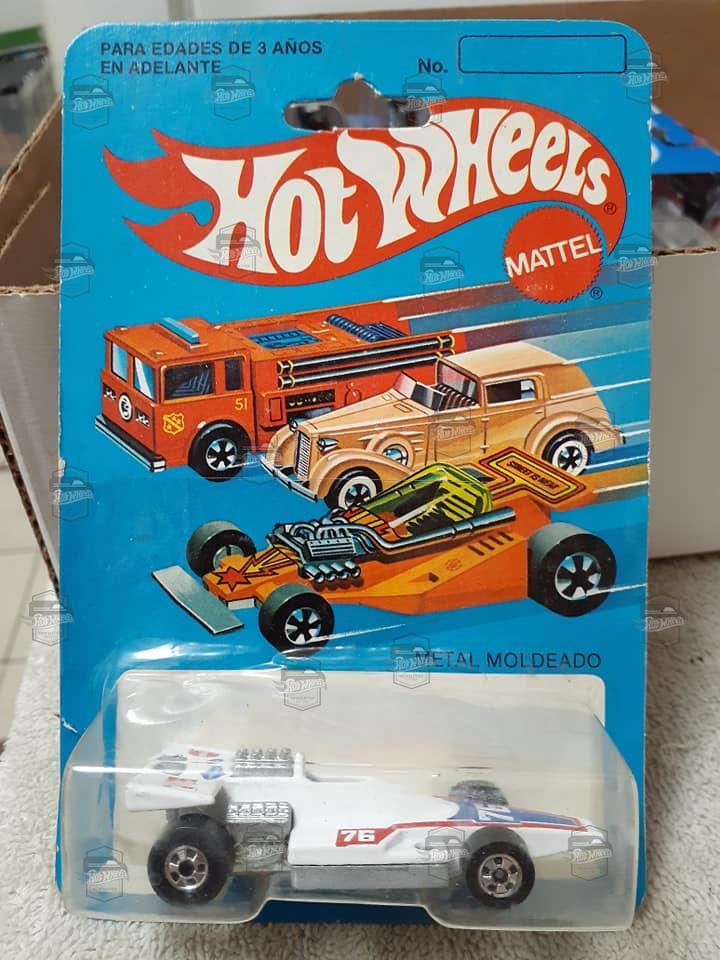 PARA EDADES DE 3 AÑOS
EN ADELANTE
No.
HOT WHEELS ®
MATTEL ®
51
METAL MOLDEADO
76